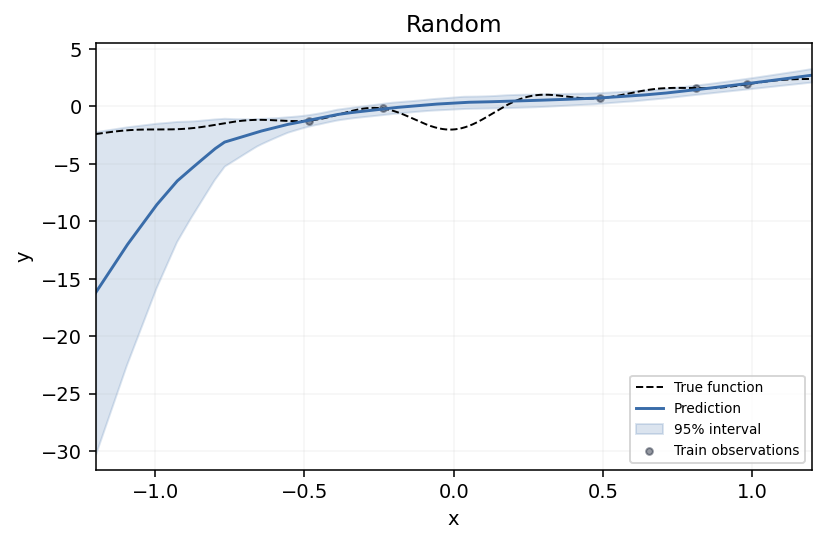 Random
5
0
−5
−10
−15
−20
−25
−30
y
True function
Prediction
95% interval
Train observations
−1.0 −0.5 0.0 0.5 1.0
x